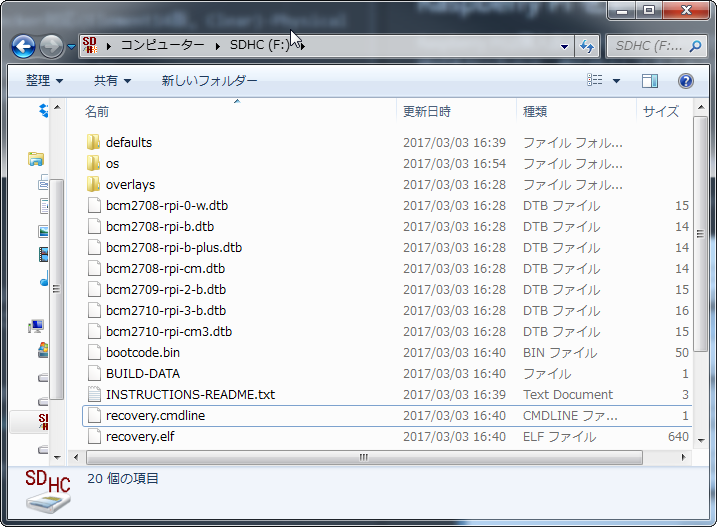 コンピューター ▸ SDHC (F:) ▸
SDHC (F:...
整理 共有 新しいフォルダー
名前 更新日時 種類 サイズ
defaults 2017/03/03 16:39 ファイル フォル...
os 2017/03/03 16:54 ファイル フォル...
overlays 2017/03/03 16:28 ファイル フォル...
bcm2708-rpi-0-w.dtb 2017/03/03 16:28 DTB ファイル 15
bcm2708-rpi-b.dtb 2017/03/03 16:28 DTB ファイル 14
bcm2708-rpi-b-plus.dtb 2017/03/03 16:28 DTB ファイル 14
bcm2708-rpi-cm.dtb 2017/03/03 16:28 DTB ファイル 14
bcm2709-rpi-2-b.dtb 2017/03/03 16:28 DTB ファイル 15
bcm2710-rpi-3-b.dtb 2017/03/03 16:28 DTB ファイル 16
bcm2710-rpi-cm3.dtb 2017/03/03 16:28 DTB ファイル 15
bootcode.bin 2017/03/03 16:40 BIN ファイル 50
BUILD-DATA 2017/03/03 16:40 ファイル 1
INSTRUCTIONS-README.txt 2017/03/03 16:39 Text Document 3
recovery.cmdline 2017/03/03 16:40 CMDLINE ファ... 1
recovery.elf 2017/03/03 16:40 ELF ファイル 640
SDHC
20 個の項目